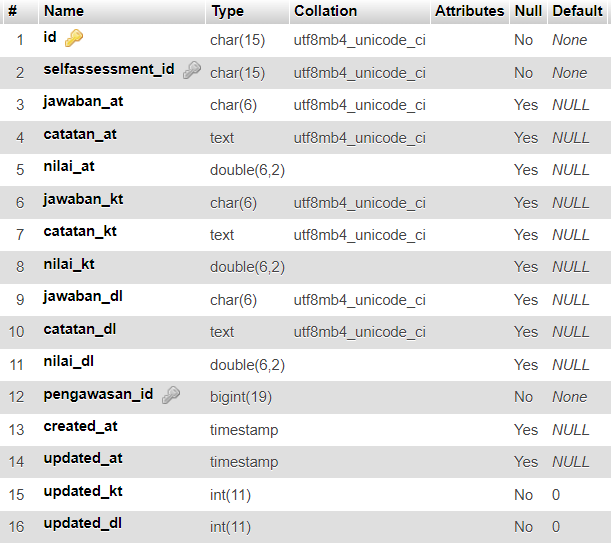 # Name Type Collation Attributes Null Default
1 id char(15) utf8mb4_unicode_ci No None
2 selfassessment_id char(15) utf8mb4_unicode_ci No None
3 jawaban_at char(6) utf8mb4_unicode_ci Yes NULL
4 catatan_at text utf8mb4_unicode_ci Yes NULL
5 nilai_at double(6,2) Yes NULL
6 jawaban_kt char(6) utf8mb4_unicode_ci Yes NULL
7 catatan_kt text utf8mb4_unicode_ci Yes NULL
8 nilai_kt double(6,2) Yes NULL
9 jawaban_dl char(6) utf8mb4_unicode_ci Yes NULL
10 catatan_dl text utf8mb4_unicode_ci Yes NULL
11 nilai_dl double(6,2) Yes NULL
12 pengawasan_id bigint(19) No None
13 created_at timestamp Yes NULL
14 updated_at timestamp Yes NULL
15 updated_kt int(11) No 0
16 updated_dl int(11) No 0